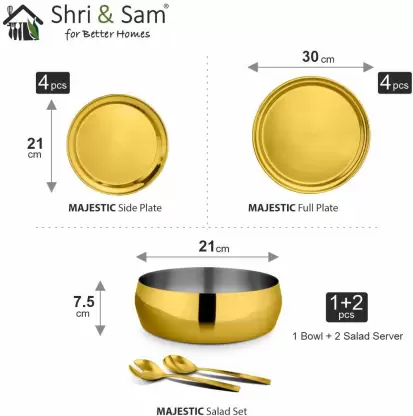 Shri & Sam®
for Better Homes
4 pcs
21 cm
MAJESTIC Side Plate
30 cm
4 pcs
MAJESTIC Full Plate
21 cm
7.5 cm
1+2 pcs
1 Bowl + 2 Salad Server
MAJESTIC Salad Set